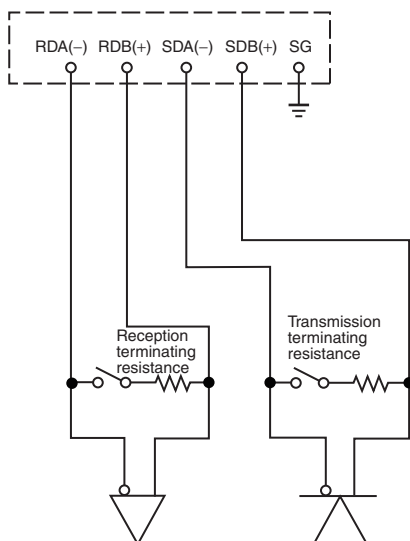 RDA(–) RDB(+) SDA(–) SDB(+) SG
Reception
terminating
resistance
Transmission
terminating
resistance